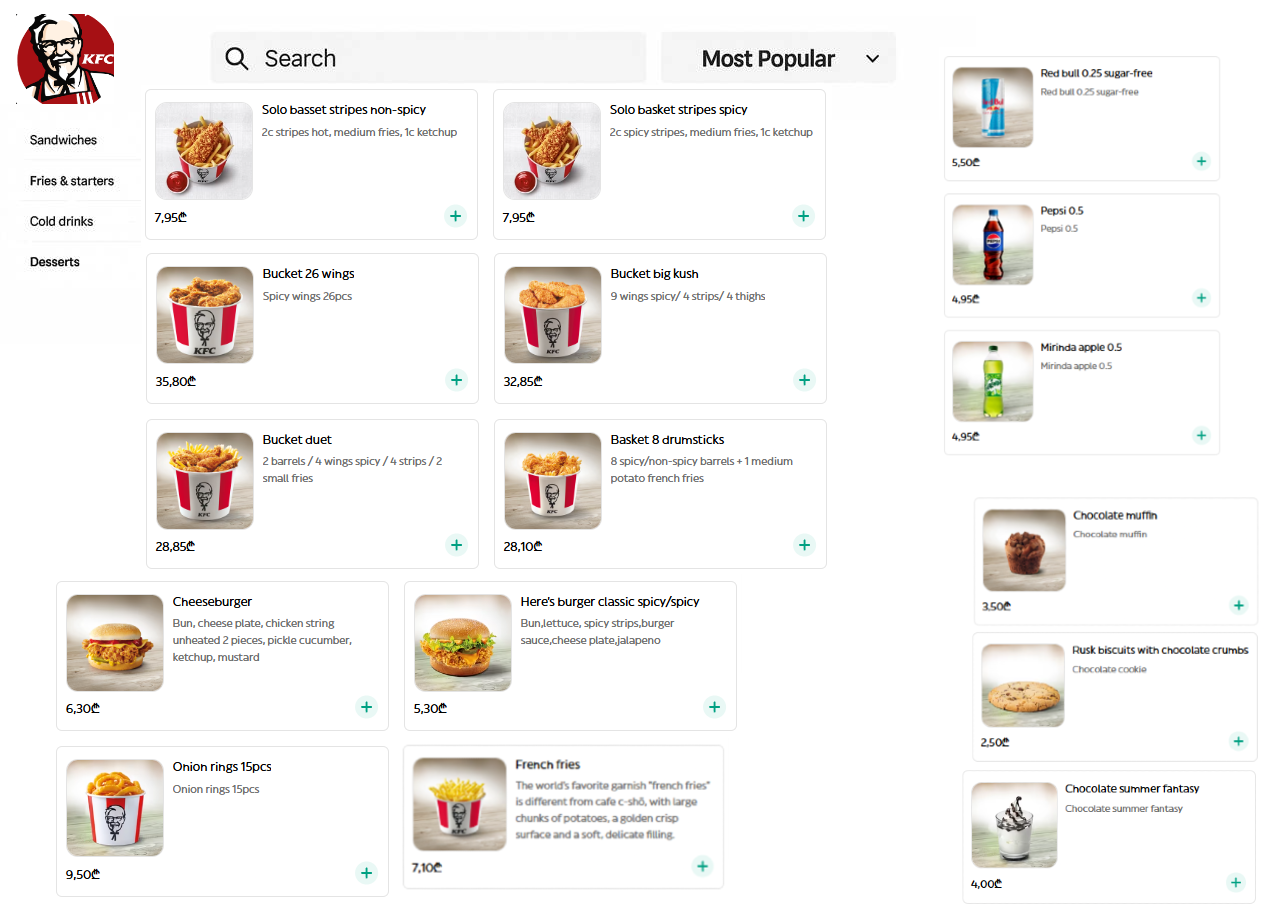 KFC
Search
Most Popular
Sandwiches
Fries & starters
Cold drinks
Desserts
Solo basset stripes non-spicy
2c stripes hot, medium fries, 1c ketchup
7,95₾
Solo basket stripes spicy
2c spicy stripes, medium fries, 1c ketchup
7,95₾
Bucket 26 wings
Spicy wings 26pcs
KFC
35,80₾
Bucket big kush
9 wings spicy/ 4 strips/ 4 thighs
KFC
32,85₾
Bucket duet
2 barrels / 4 wings spicy / 4 strips / 2
small fries
KFC
28,85₾
Basket 8 drumsticks
8 spicy/non-spicy barrels + 1 medium
potato french fries
KFC
28,10₾
Cheeseburger
Bun, cheese plate, chicken string
unheated 2 pieces, pickle cucumber,
ketchup, mustard
6,30₾
Here's burger classic spicy/spicy
Bun,lettuce, spicy strips,burger
sauce,cheese plate,jalapeno
5,30₾
Onion rings 15pcs
Onion rings 15pcs
9,50₾
French fries
The world's favorite garnish "french fries"
is different from cafe c-shō, with large
chunks of potatoes, a golden crisp
surface and a soft, delicate filling.
KFC
7,10₾
Red bull 0.25 sugar-free
Red bull 0.25 sugar-free
5,50₾
Pepsi 0.5
Pepsi 0.5
4,95₾
Mirinda apple 0.5
Mirinda apple 0.5
4,95₾
Chocolate muffin
Chocolate muffin
3,50₾
Rusk biscuits with chocolate crumbs
Chocolate cookie
2,50₾
Chocolate summer fantasy
Chocolate summer fantasy
4,00₾